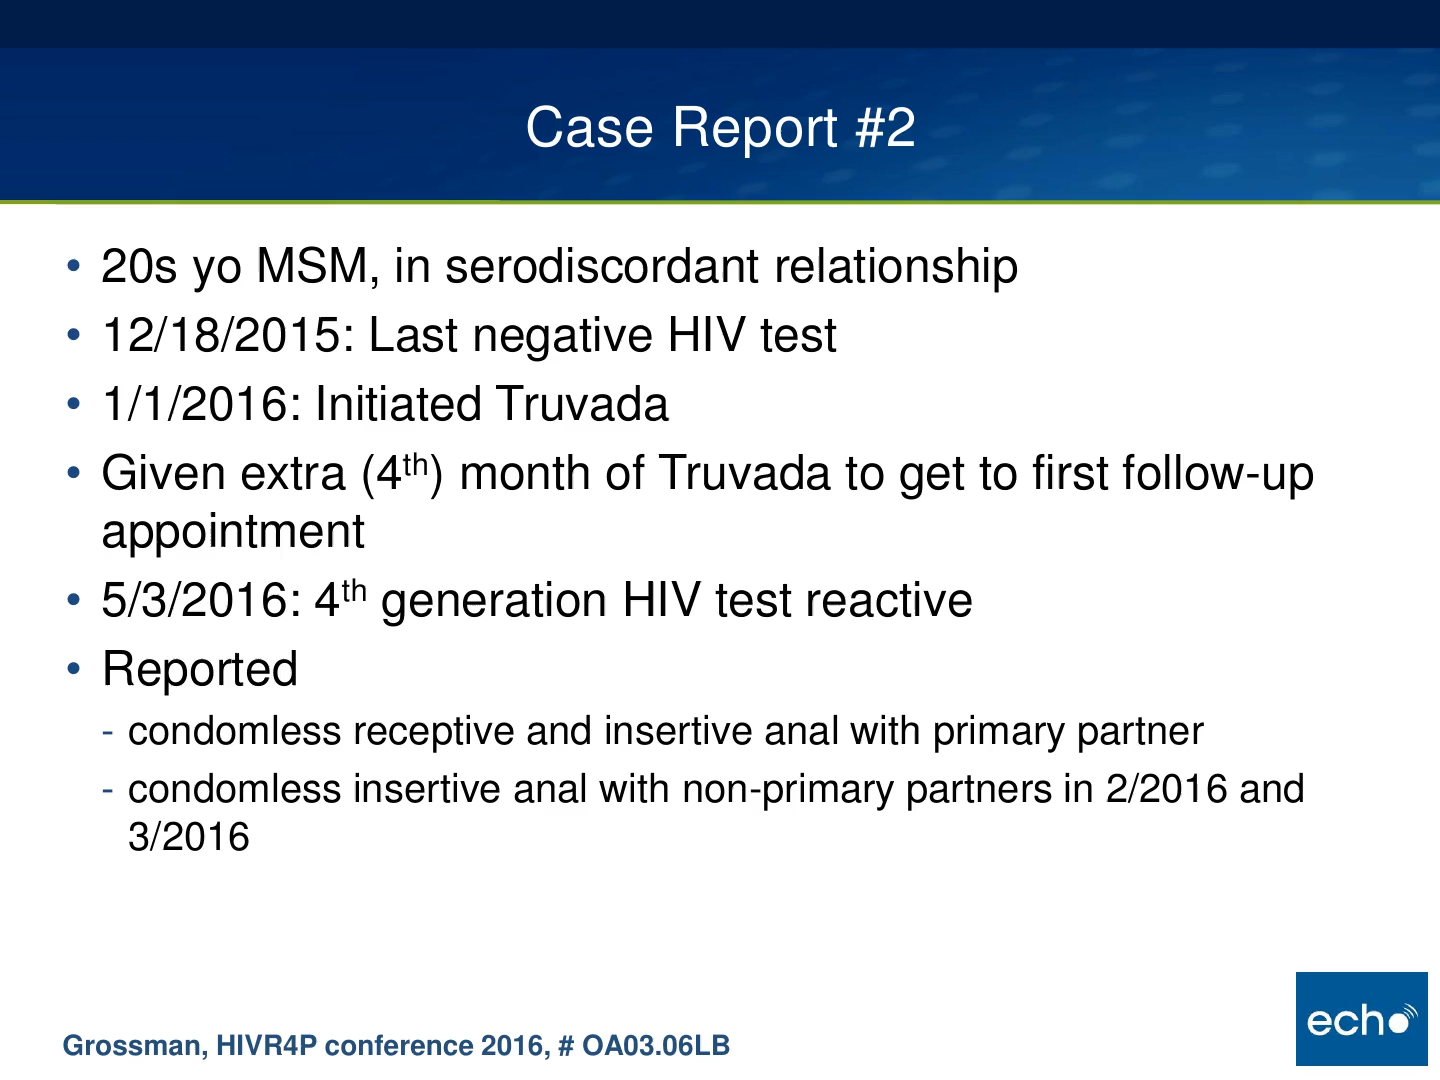 Case Report #2
• 20s yo MSM, in serodiscordant relationship
• 12/18/2015: Last negative HIV test
• 1/1/2016: Initiated Truvada
• Given extra (4th) month of Truvada to get to first follow-up
appointment
• 5/3/2016: 4th generation HIV test reactive
• Reported
- condomless receptive and insertive anal with primary partner
- condomless insertive anal with non-primary partners in 2/2016 and
3/2016
Grossman, HIVR4P conference 2016, # OA03.06LB
echo